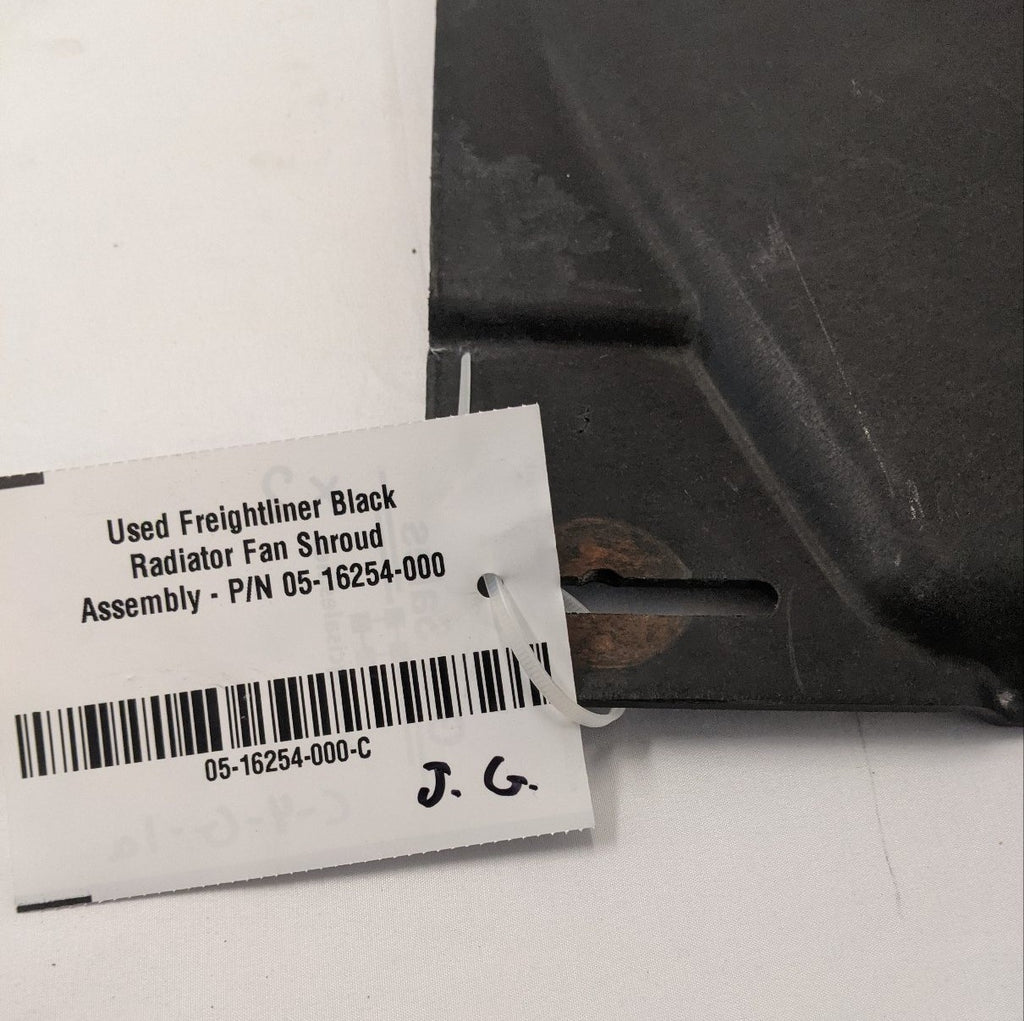 Used Freightliner Black
Radiator Fan Shroud
Assembly - P/N 05-16254-000
05-16254-000-C
J. G.